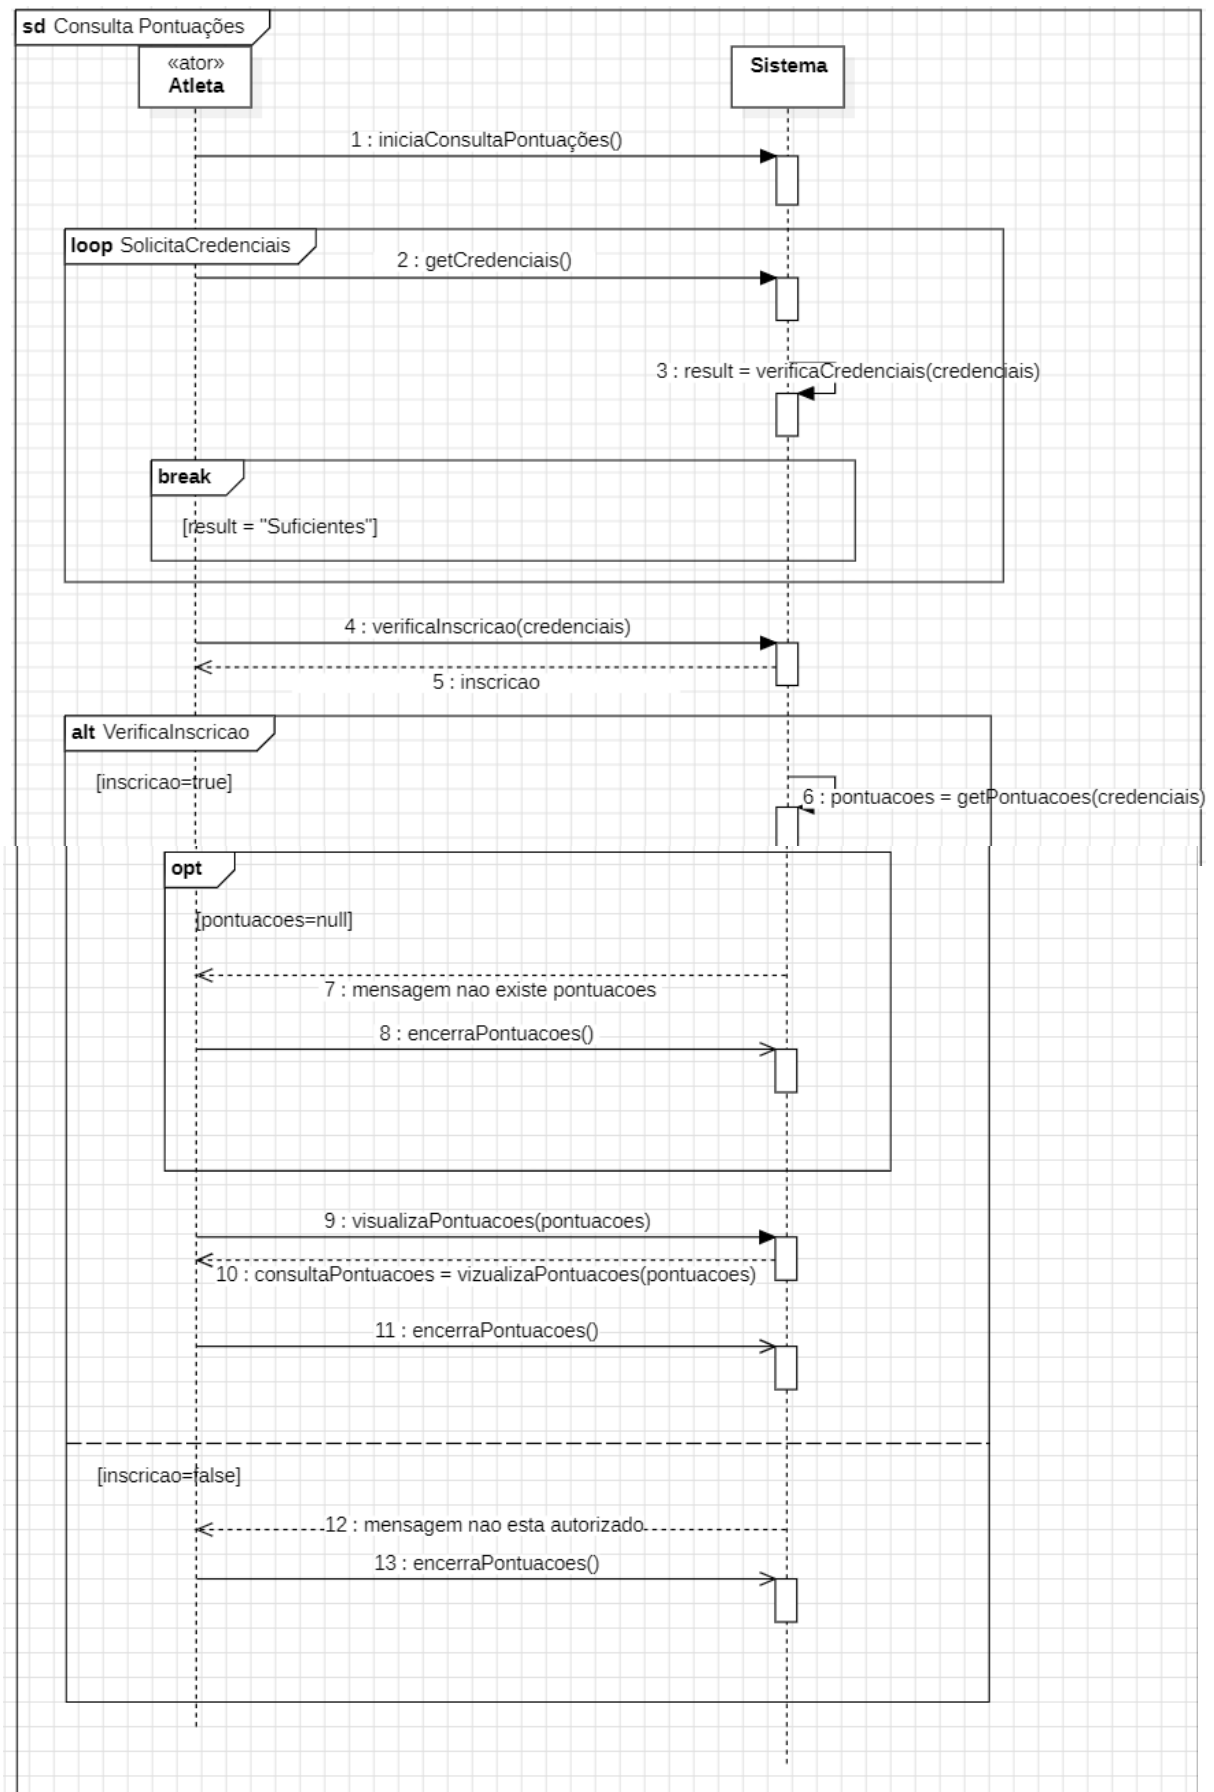 sd Consulta Pontuações
«ator»
Atleta
Sistema
1 : iniciaConsultaPontuações()
loop SolicitaCredenciais
2 : getCredenciais()
3 : result = verificaCredenciais(credenciais)
break
[result = "Suficientes"]
4 : verificaInscricao(credenciais)
5 : inscricao
alt VerificaInscricao
[inscricao=true]
6 : pontuacoes = getPontuacoes(credenciais)
opt
[pontuacoes=null]
7 : mensagem nao existe pontuacoes
8 : encerraPontuacoes()
9 : visualizaPontuacoes(pontuacoes)
10 : consultaPontuacoes = vizualizaPontuacoes(pontuacoes)
11 : encerraPontuacoes()
[inscricao=false]
12 : mensagem nao esta autorizado
13 : encerraPontuacoes()